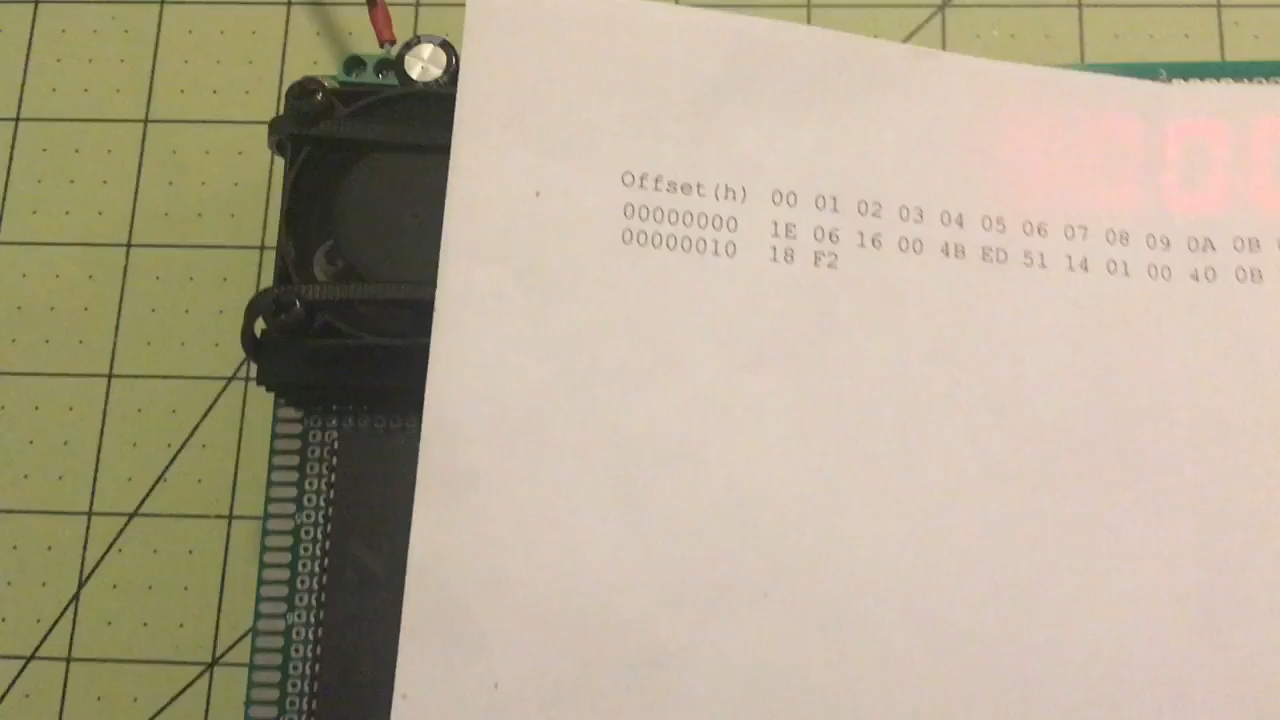 Offset(h) 00 01 02 03 04 05 06 07 08 09 0A 0B
00000000 1E 06 16 00 4B ED 51 14 01 00 40 0B
00000010 18 F2